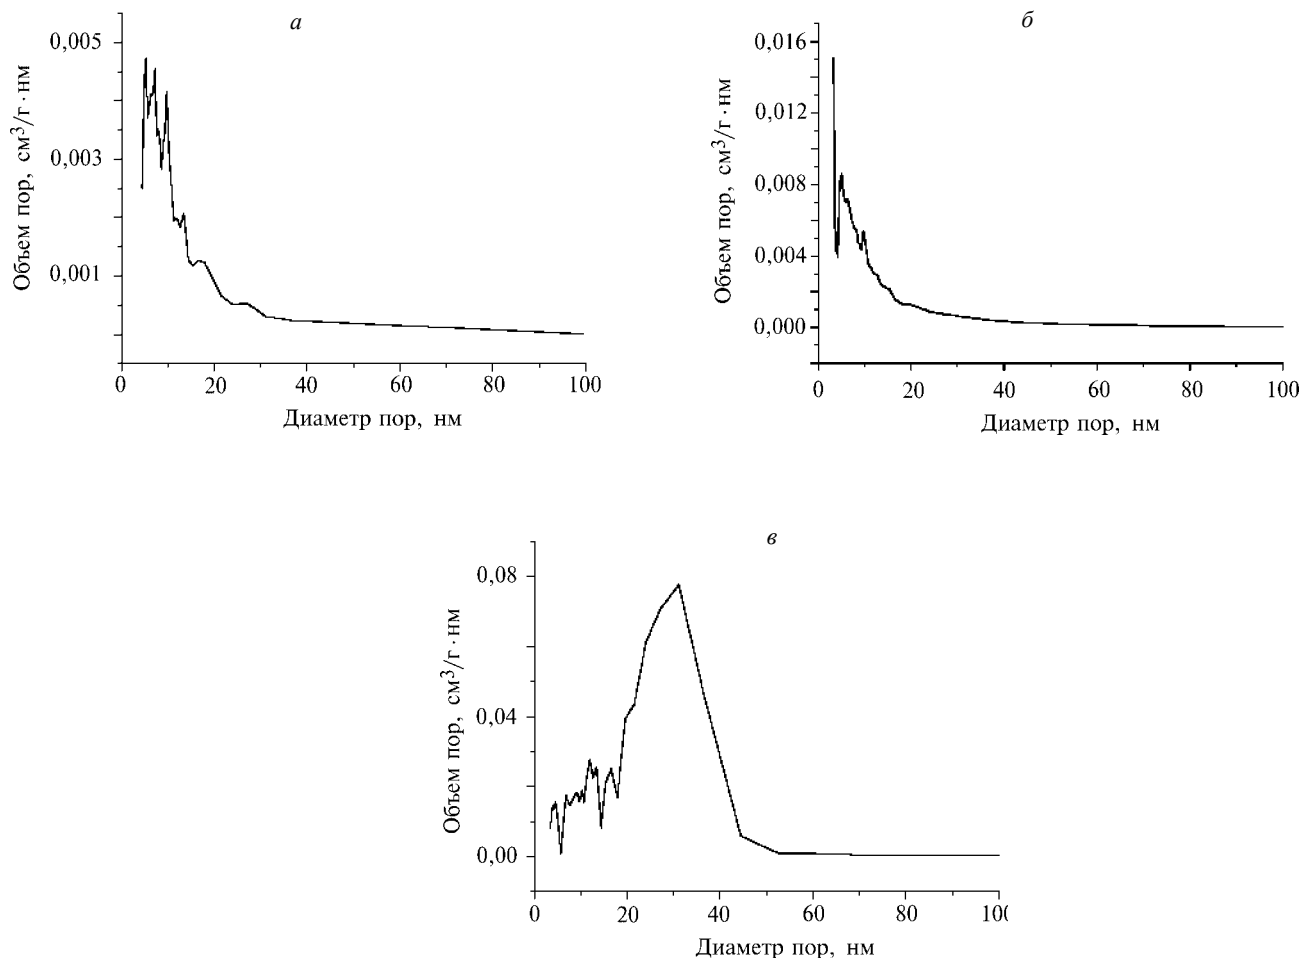 а
Объем пор, см³/г·нм
0,005
0,003
0,001
0 20 40 60 80 100
Диаметр пор, нм
б
Объем пор, см³/г·нм
0,016
0,012
0,008
0,004
0,000
0 20 40 60 80 100
Диаметр пор, нм
в
Объем пор, см³/г·нм
0,08
0,04
0,00
0 20 40 60 80 100
Диаметр пор, нм